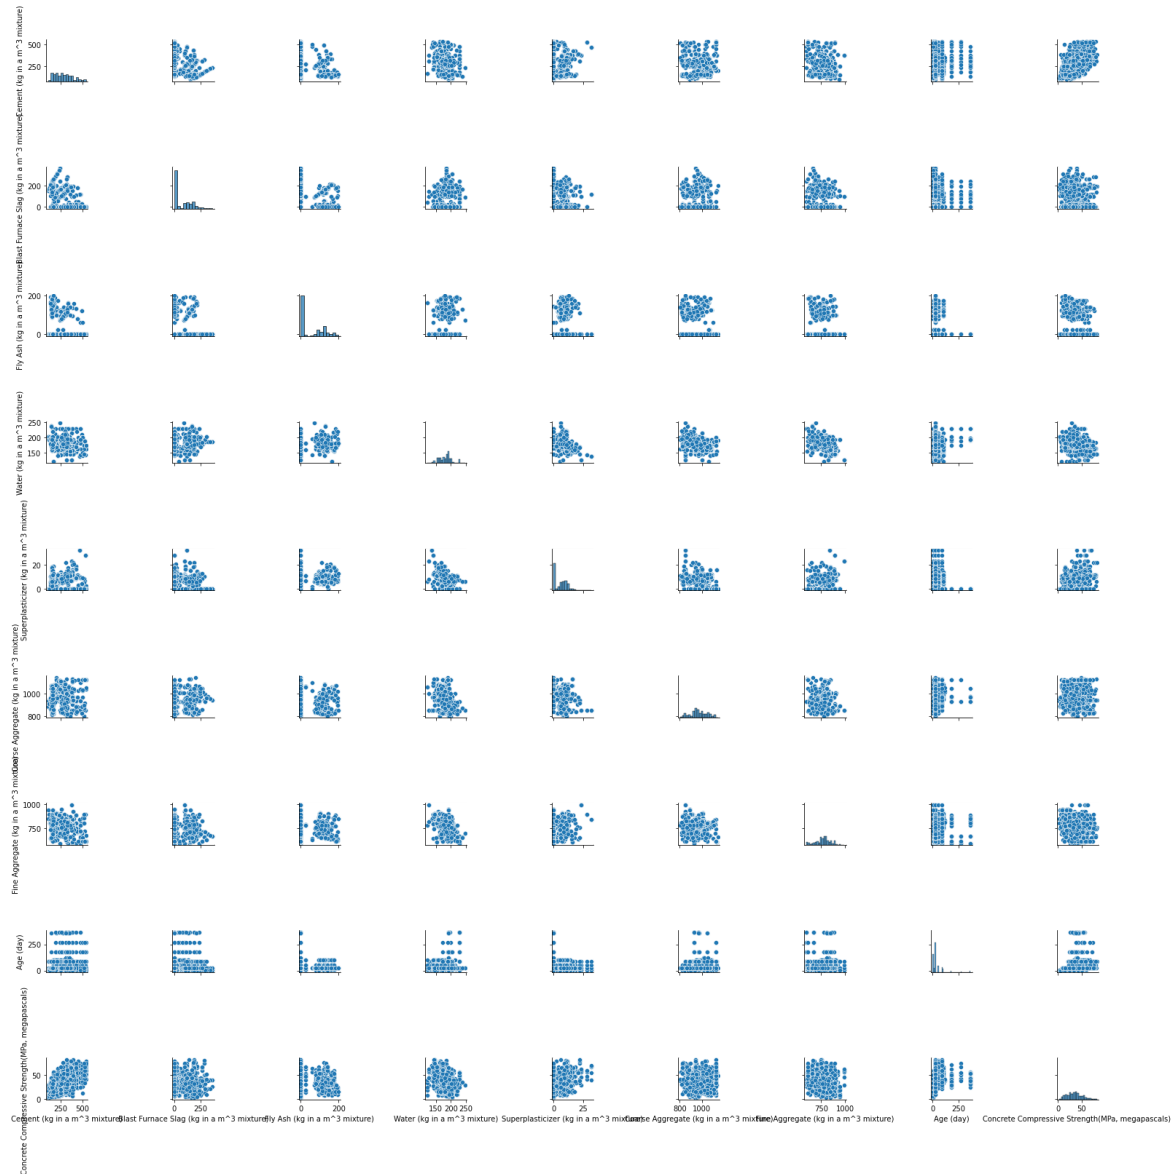 Cement (kg in a m^3 mixture)
500
250
Blast Furnace Slag (kg in a m^3 mixture)
200
0
Fly Ash (kg in a m^3 mixture)
200
0
Water (kg in a m^3 mixture)
250
200
150
Superplasticizer (kg in a m^3 mixture)
20
0
Coarse Aggregate (kg in a m^3 mixture)
1000
800
Fine Aggregate (kg in a m^3 mixture)
1000
750
Age (day)
250
0
Concrete Compressive Strength(MPa, megapascals)
50
0
250 500 0 250 0 200 150 200 250 0 25 800 1000 750 1000 0 250 0 50
Cement (kg in a m^3 mixture) Blast Furnace Slag (kg in a m^3 mixture) Fly Ash (kg in a m^3 mixture) Water (kg in a m^3 mixture) Superplasticizer (kg in a m^3 mixture) Coarse Aggregate (kg in a m^3 mixture) Fine Aggregate (kg in a m^3 mixture) Age (day) Concrete Compressive Strength(MPa, megapascals)